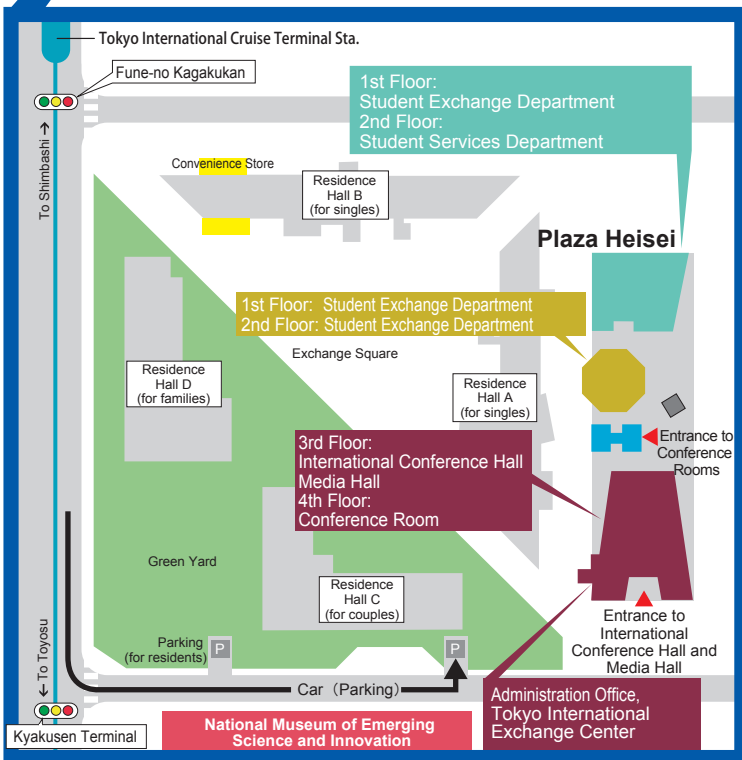 Tokyo International Cruise Terminal Sta.
Fune-no Kagakukan
To Shimbashi →
1st Floor:
Student Exchange Department
2nd Floor:
Student Services Department
Convenience Store
Residence
Hall B
(for singles)
Plaza Heisei
1st Floor: Student Exchange Department
2nd Floor: Student Exchange Department
Exchange Square
Residence
Hall D
(for families)
Residence
Hall A
(for singles)
3rd Floor:
International Conference Hall
Media Hall
4th Floor:
Conference Room
Entrance to
Conference
Rooms
Green Yard
Residence
Hall C
(for couples)
Entrance to
International
Conference Hall and
Media Hall
Parking
(for residents)
P
P
← To Toyosu
Car (Parking)
Administration Office,
Tokyo International
Exchange Center
Kyakusen Terminal
National Museum of Emerging
Science and Innovation